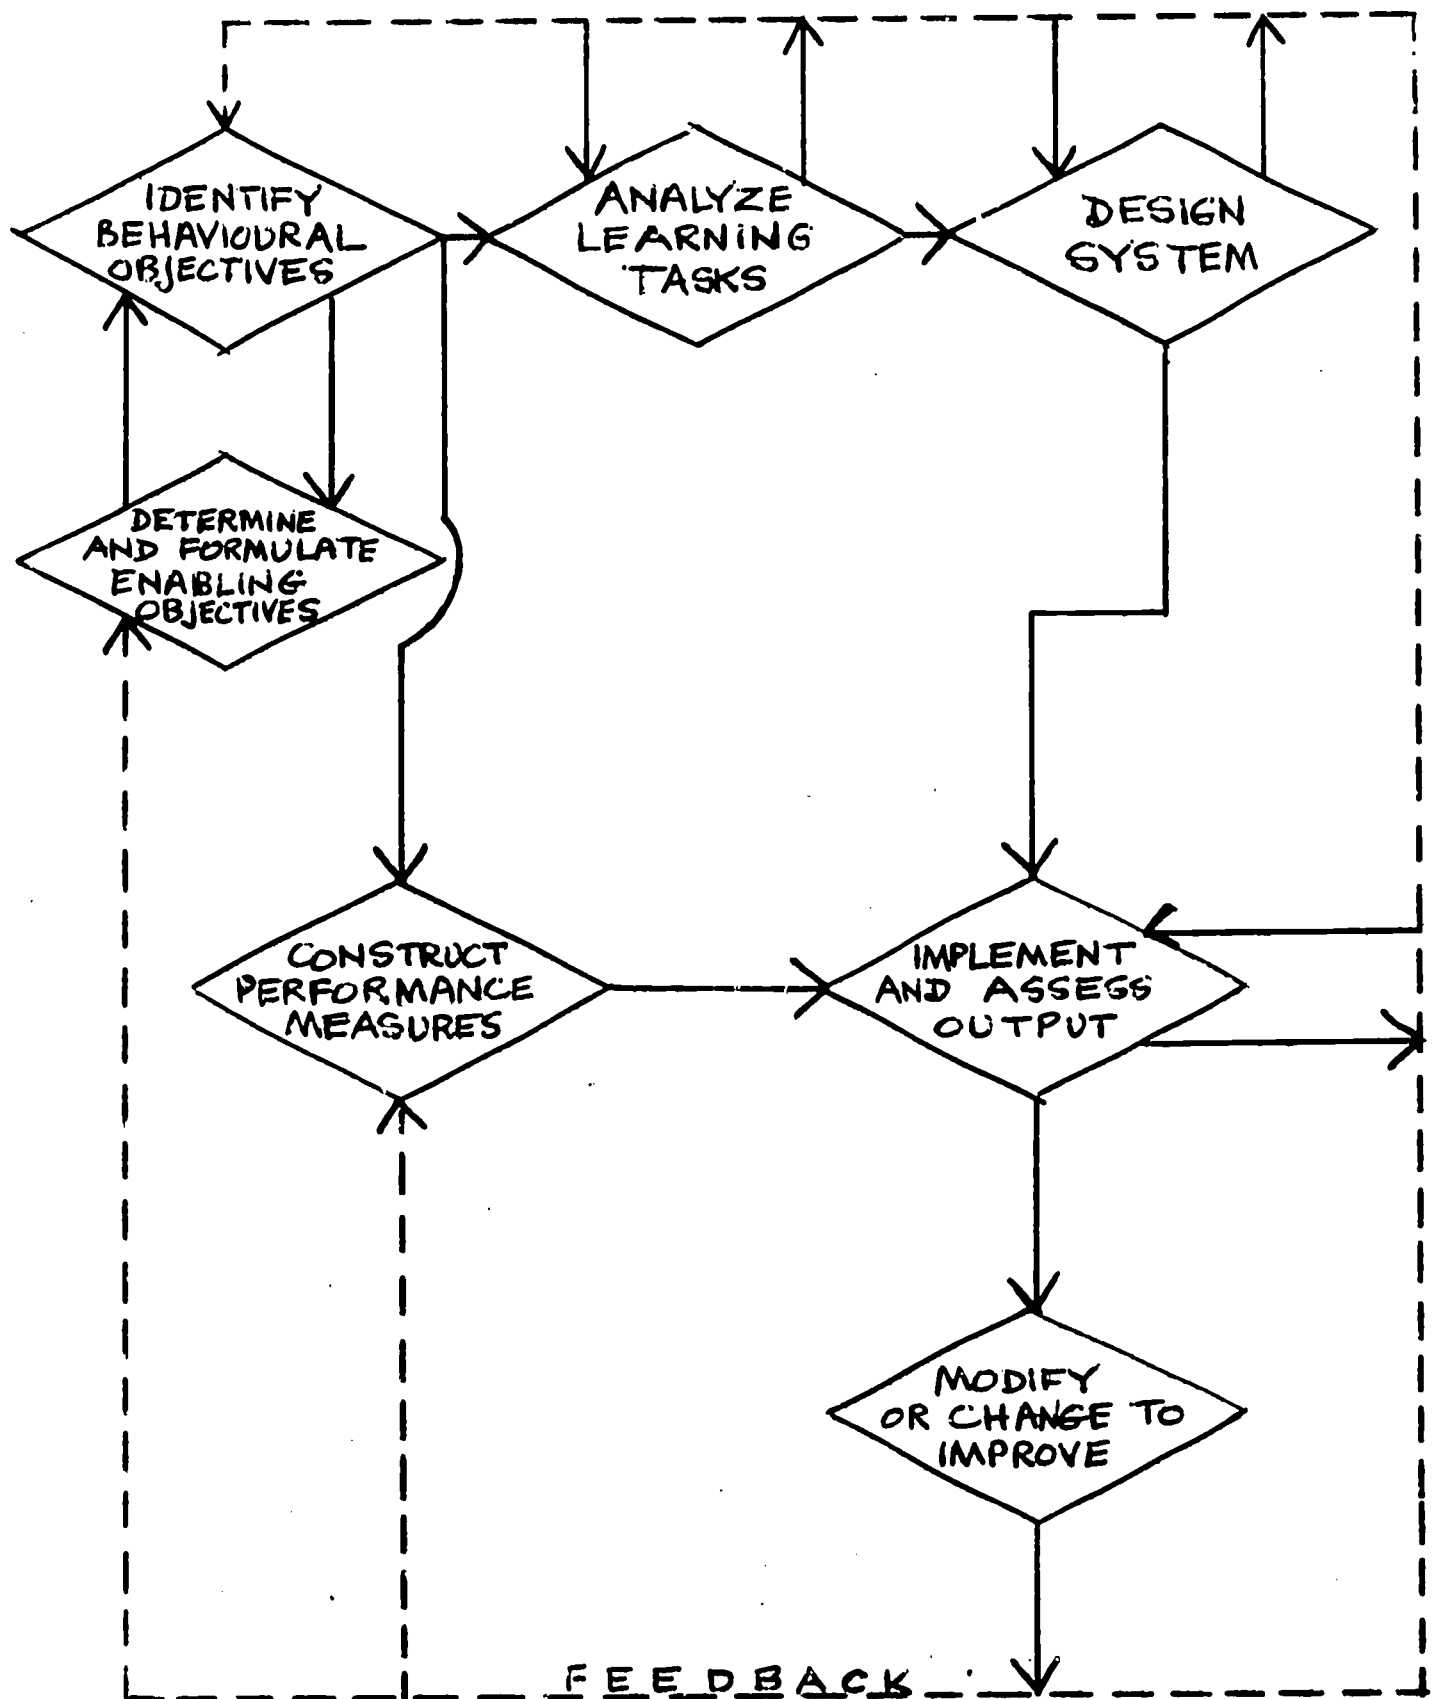 IDENTIFY
BEHAVIOURAL
OBJECTIVES
ANALYZE
LEARNING
TASKS
DESIGN
SYSTEM
DETERMINE
AND FORMULATE
ENABLING
OBJECTIVES
CONSTRUCT
PERFORMANCE
MEASURES
IMPLEMENT
AND ASSESS
OUTPUT
MODIFY
OR CHANGE TO
IMPROVE
FEEDBACK